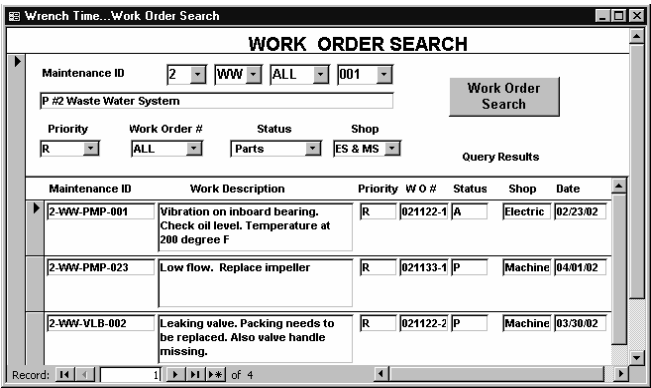 Wrench Time...Work Order Search
WORK ORDER SEARCH
Maintenance ID 2 WW ALL 001
Work Order
Search
P #2 Waste Water System
Priority Work Order # Status Shop
R ALL Parts ES & MS
Query Results
Maintenance ID Work Description Priority W O # Status Shop Date
2-WW-PMP-001 Vibration on inboard bearing. R 021122-1 A Electric 02/23/02
Check oil level. Temperature at
200 degree F
2-WW-PMP-023 Low flow. Replace impeller R 021133-1 P Machine 04/01/02
2-WW-VLB-002 Leaking valve. Packing needs to R 021122-2 P Machine 03/30/02
be replaced. Also valve handle
missing.
Record: 1 of 4